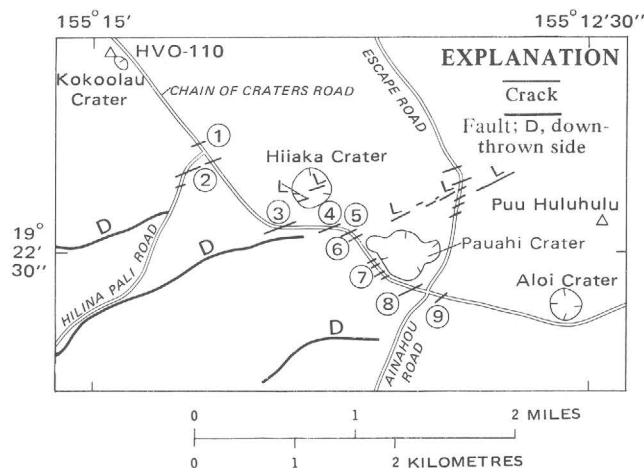 155° 15'
155° 12' 30"
HVO-110
Kokoolau
Crater
CHAIN OF CRATERS ROAD
ESCAPE ROAD
EXPLANATION
Crack
Fault; D, down-
thrown side
1
2
Hiiaka Crater
L
L
L
L
L
Puu Huluhulu
3
4
5
6
7
8
9
Pauahi Crater
Aloi Crater
D
D
D
19°
22'
30"
HILINA PALI ROAD
AINAHOU
ROAD
0 1 2 MILES
0 1 2 KILOMETRES